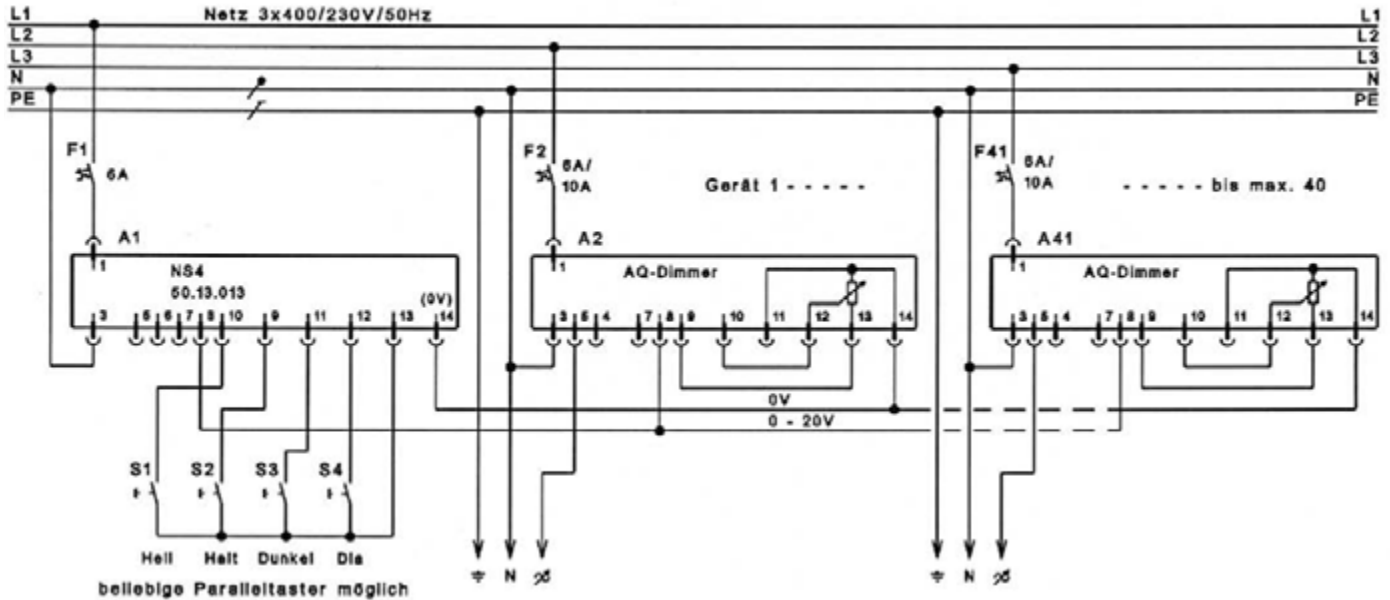 L1 Netz 3x400/230V/50Hz L1
L2 L2
L3 L3
N N
PE PE
F1 6A
F2 6A/
10A
Gerät 1 - - - - -
F41 6A/
10A
- - - - - bis max. 40
A1
A2
A41
1
NS4
50.13.013
(0V)
3 5 6 7 8 10 9 11 12 13 14
1
AQ-Dimmer
3 5 4 7 8 9 10 11 12 13 14
1
AQ-Dimmer
3 5 4 7 8 9 10 11 12 13 14
0V
0 - 20V
S1 S2 S3 S4
Hell Halt Dunkel Dia
beliebige Paralleltaster möglich
N
N